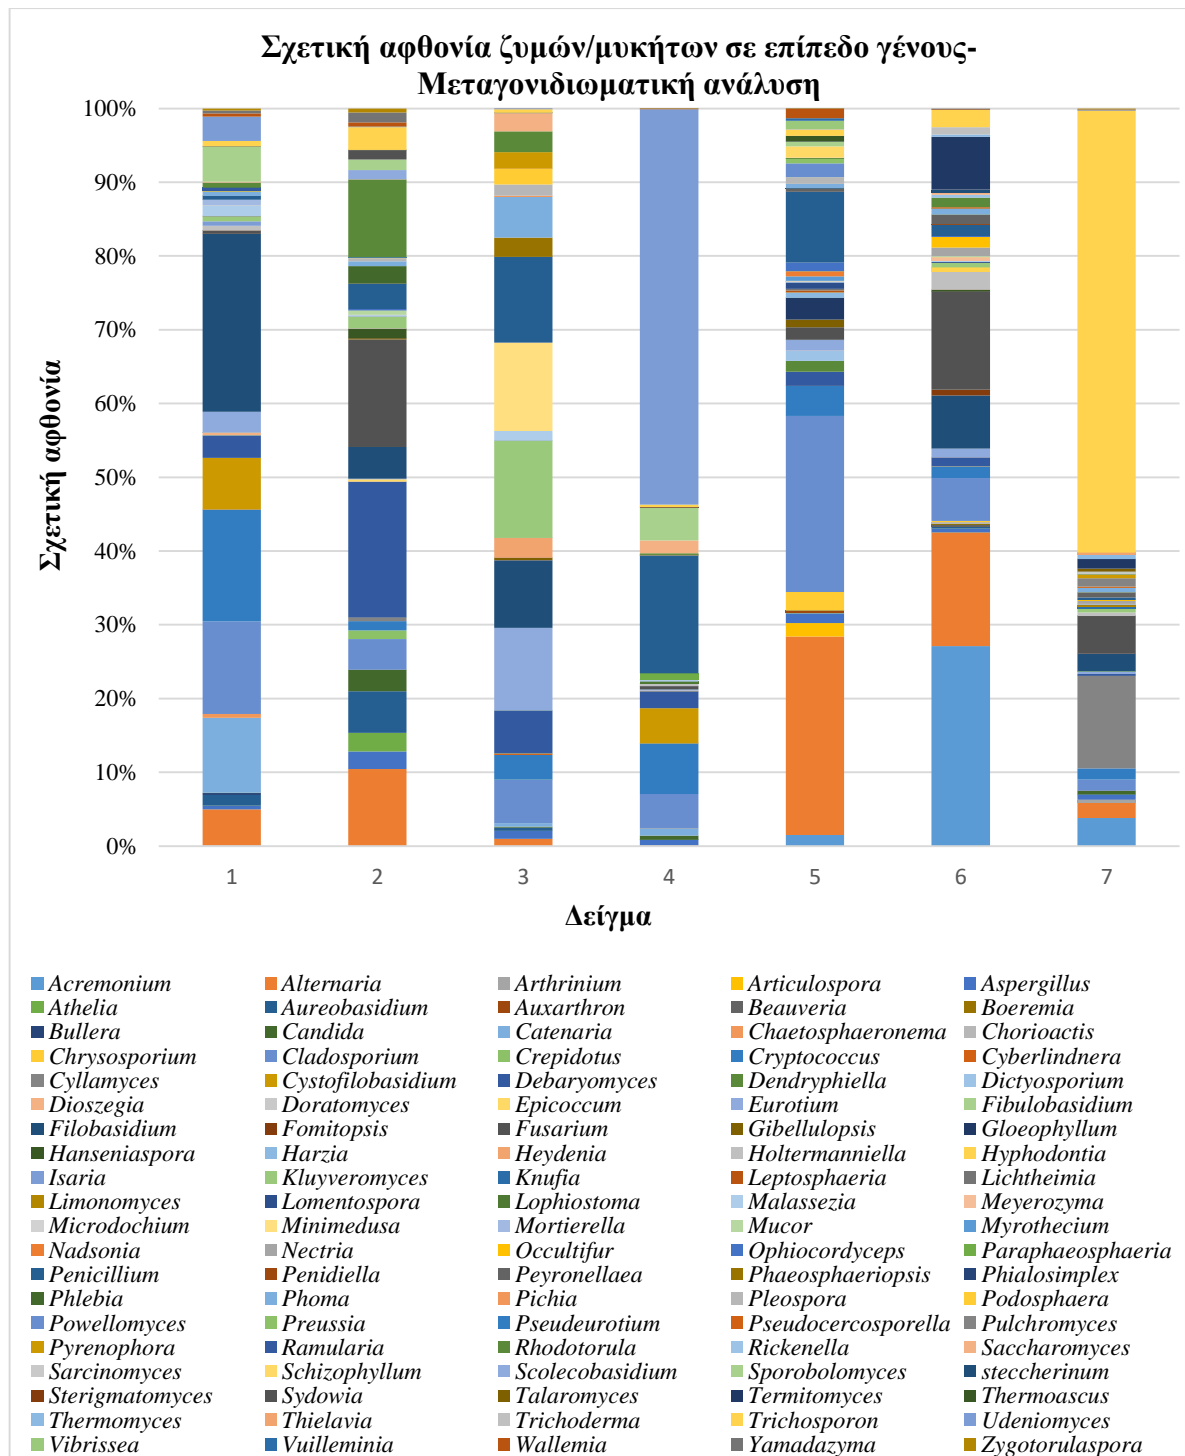 Σχετική αφθονία ζυμών/μυκήτων σε επίπεδο γένους-
Μεταγονιδιωματική ανάλυση
100%
90%
80%
70%
60%
50%
40%
30%
20%
10%
0%
Σχετική αφθονία
1 2 3 4 5 6 7
Δείγμα
Acremonium Alternaria Arthrinium Articulospora Aspergillus
Athelia Aureobasidium Auxarthron Beauveria Boeremia
Bullera Candida Catenaria Chaetosphaeronema Chorioactis
Chrysosporium Cladosporium Crepidotus Cryptococcus Cyberlindnera
Cyllamyces Cystofilobasidium Debaryomyces Dendryphiella Dictyosporium
Dioszegia Doratomyces Epicoccum Eurotium Fibulobasidium
Filobasidium Fomitopsis Fusarium Gibellulopsis Gloeophyllum
Hanseniaspora Harzia Heydenia Holtermanniella Hyphodontia
Isaria Kluyveromyces Knufia Leptosphaeria Lichtheimia
Limonomyces Lomentospora Lophiostoma Malassezia Meyerozyma
Microdochium Minimedusa Mortierella Mucor Myrothecium
Nadsonia Nectria Occultifur Ophiocordyceps Paraphaeosphaeria
Penicillium Penidiella Peyronellaea Phaeosphaeriopsis Phialosimplex
Phlebia Phoma Pichia Pleospora Podosphaera
Powellomyces Preussia Pseudeurotium Pseudocercosporella Pulchromyces
Pyrenophora Ramularia Rhodotorula Rickenella Saccharomyces
Sarcinomyces Schizophyllum Scolecobasidium Sporobolomyces steccherinum
Sterigmatomyces Sydowia Talaromyces Termitomyces Thermoascus
Thermomyces Thielavia Trichoderma Trichosporon Udeniomyces
Vibrissea Vuilleminia Wallemia Yamadazyma Zygotorulaspora